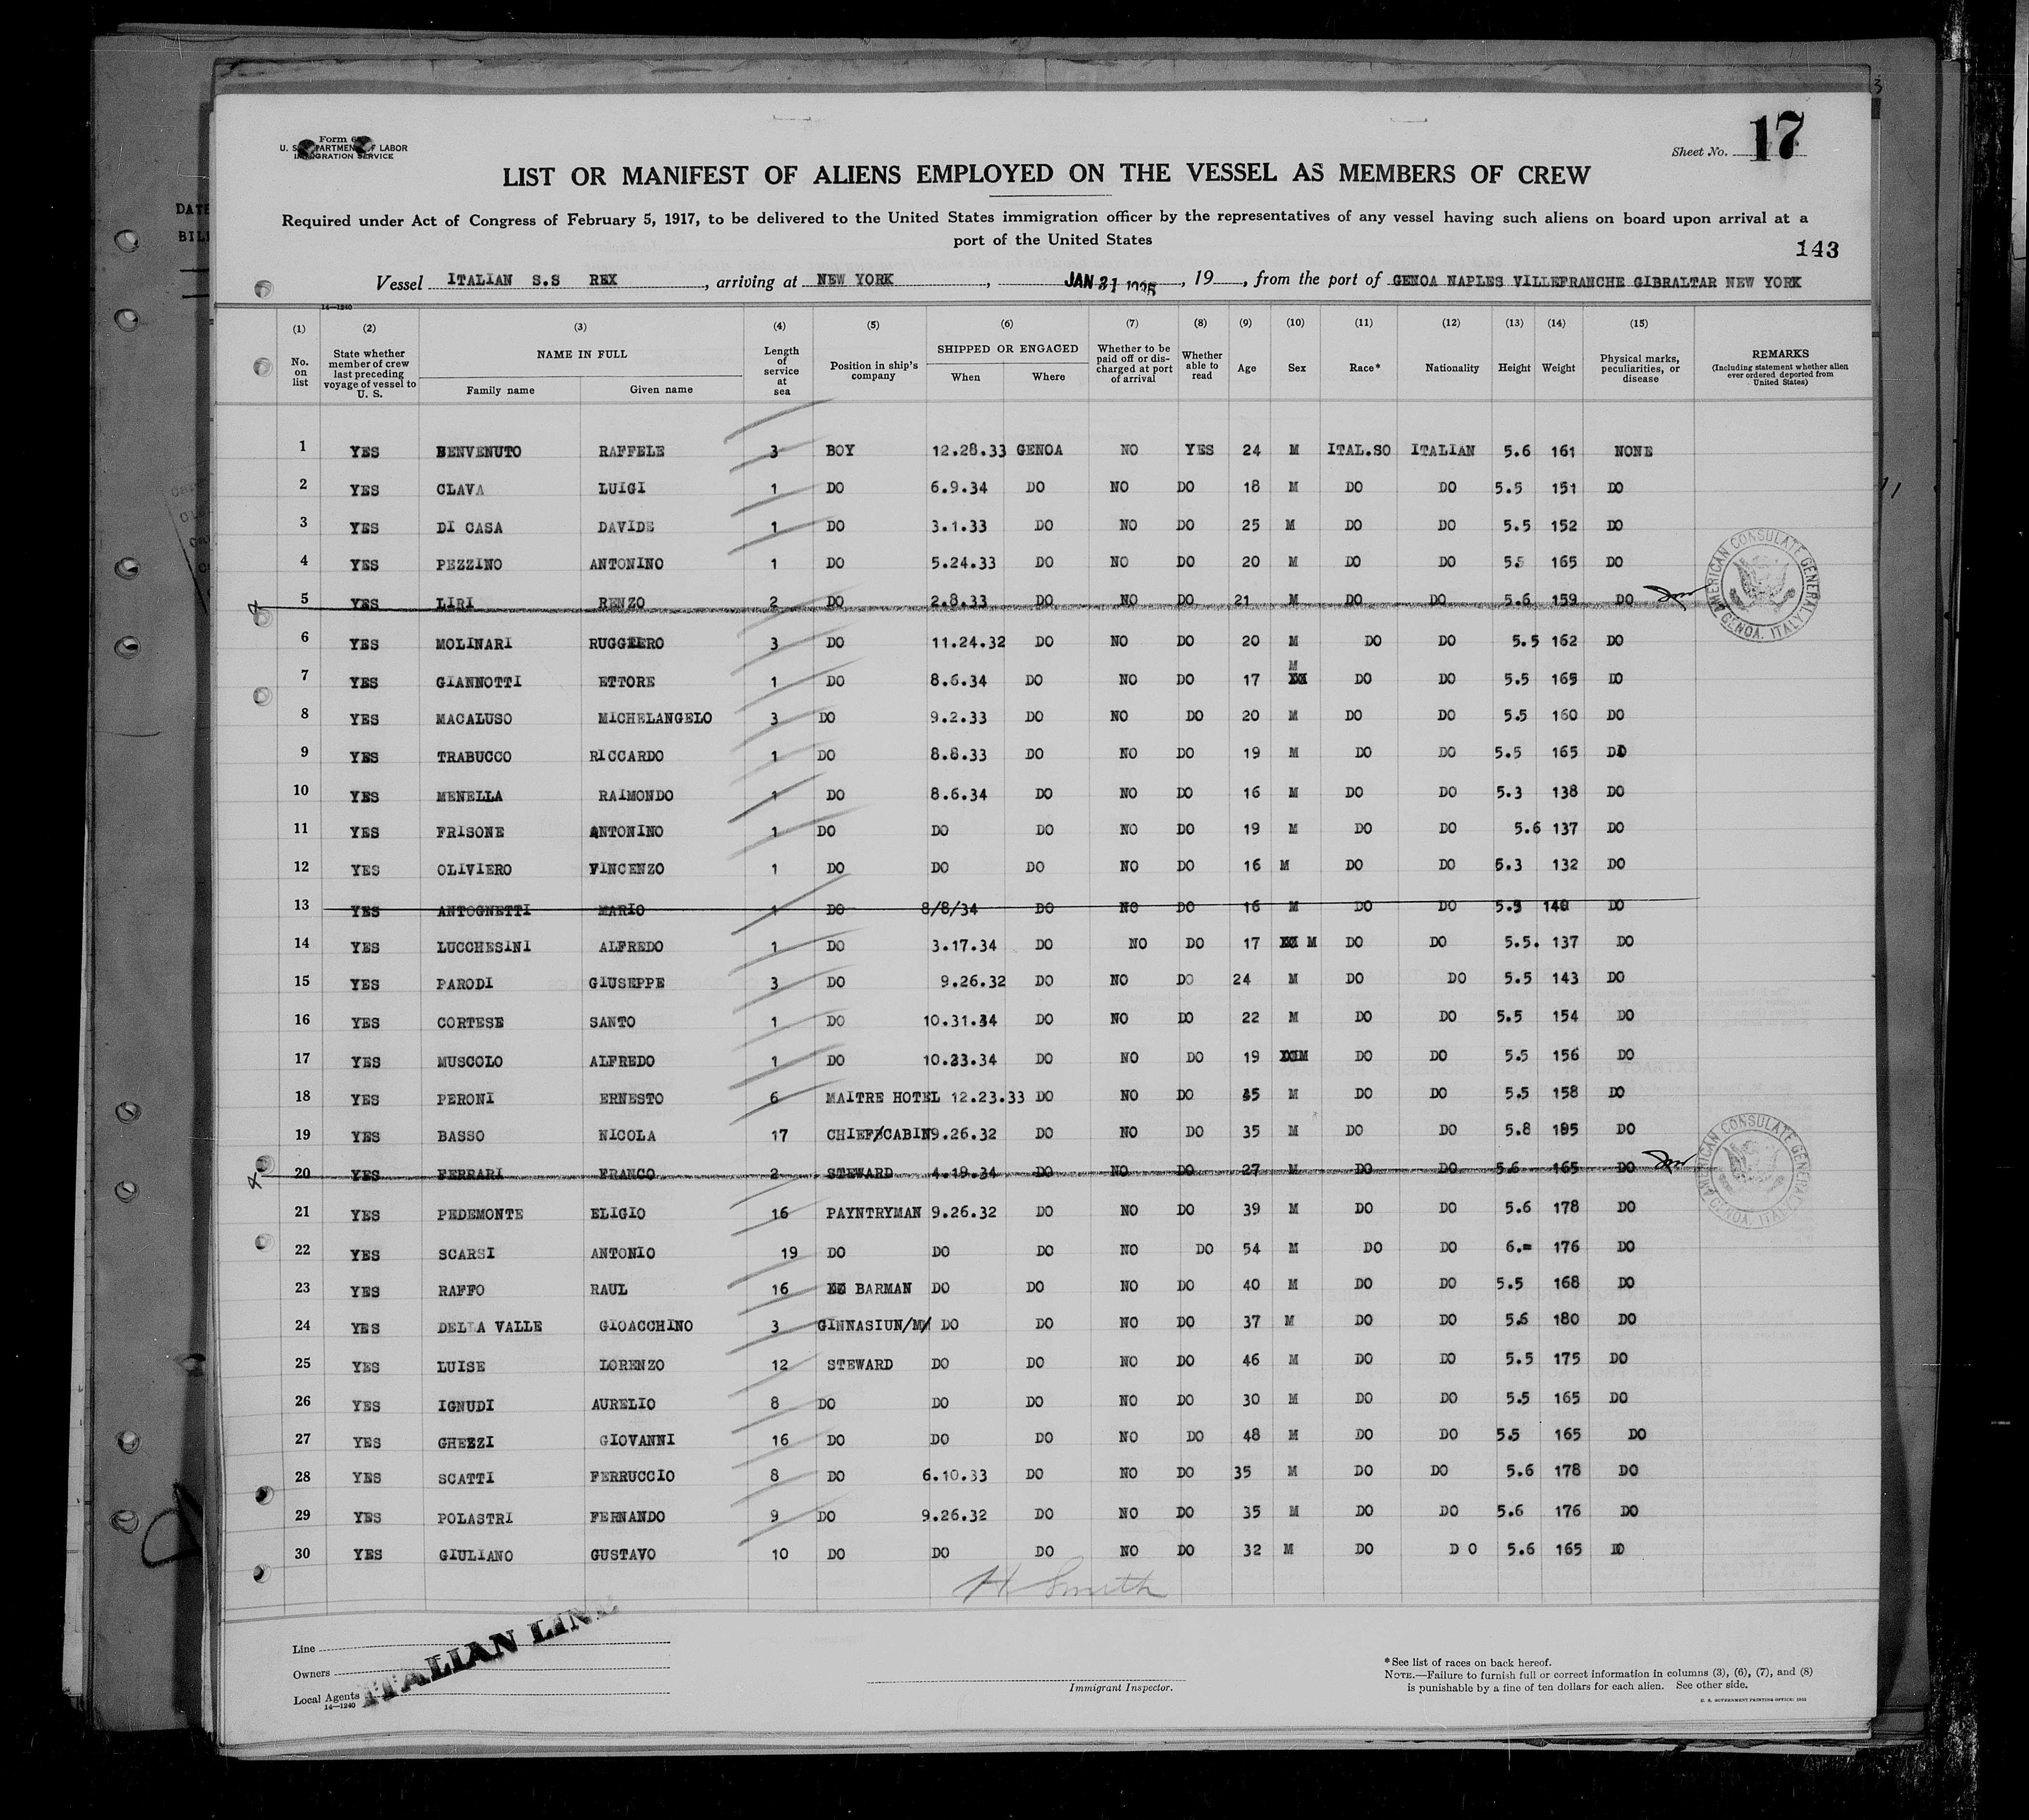 Sheet No. 17
U. S. DEPARTMENT OF LABOR
IMMIGRATION SERVICE
LIST OR MANIFEST OF ALIENS EMPLOYED ON THE VESSEL AS MEMBERS OF CREW
Required under Act of Congress of February 5, 1917, to be delivered to the United States immigration officer by the representatives of any vessel having such aliens on board upon arrival at a
port of the United States
143
Vessel ITALIAN S.S REX, arriving at NEW YORK, JAN 31 1935, 19, from the port of GENOA NAPLES VILLEFRANCHE GIBRALTAR NEW YORK
14—1240
(1) (2) (3) (4) (5) (6) (7) (8) (9) (10) (11) (12) (13) (14) (15)
No. on list State whether member of crew last preceding voyage of vessel to U. S. NAME IN FULL Family name Given name Length of service at sea Position in ship's company SHIPPED OR ENGAGED When Where Whether to be paid off or discharged at port of arrival Whether able to read Age Sex Race* Nationality Height Weight Physical marks, peculiarities, or disease REMARKS (Including statement whether alien ever ordered deported from United States)
1 YES BENVENUTO RAFFELE 3 BOY 12.28.33 GENOA NO YES 24 M ITAL.SO ITALIAN 5.6 161 NONE
2 YES CLAVA LUIGI 1 DO 6.9.34 DO NO DO 18 M DO DO 5.5 151 DO
3 YES DI CASA DAVIDE 1 DO 3.1.33 DO NO DO 25 M DO DO 5.5 152 DO
4 YES PEZZINO ANTONINO 1 DO 5.24.33 DO NO DO 20 M DO DO 5.5 165 DO
5 YES LIRI RENZO 2 DO 2.8.33 DO NO DO 21 M DO DO 5.6 159 DO
6 YES MOLINARI RUGGIERO 3 DO 11.24.32 DO NO DO 20 M DO DO 5.5 162 DO
7 YES GIANNOTTI ETTORE 1 DO 8.6.34 DO NO DO 17 M DO DO 5.5 165 DO
8 YES MACALUSO MICHELANGELO 3 DO 9.2.33 DO NO DO 20 M DO DO 5.5 160 DO
9 YES TRABUCCO RICCARDO 1 DO 8.8.33 DO NO DO 19 M DO DO 5.5 165 DO
10 YES MENELLA RAIMONDO 1 DO 8.6.34 DO NO DO 16 M DO DO 5.3 138 DO
11 YES FRISONE ANTONINO 1 DO DO DO NO DO 19 M DO DO 5.6 137 DO
12 YES OLIVIERO VINCENZO 1 DO DO DO NO DO 16 M DO DO 5.3 132 DO
13 YES ANTOGNETTI MARIO 1 DO 8/8/34 DO NO DO 16 M DO DO 5.3 140 DO
14 YES LUCCHESINI ALFREDO 1 DO 3.17.34 DO NO DO 17 M DO DO 5.5. 137 DO
15 YES PARODI GIUSEPPE 3 DO 9.26.32 DO NO DO 24 M DO DO 5.5 143 DO
16 YES CORTESE SANTO 1 DO 10.31.34 DO NO DO 22 M DO DO 5.5 154 DO
17 YES MUSCOLO ALFREDO 1 DO 10.23.34 DO NO DO 19 M DO DO 5.5 156 DO
18 YES PERONI ERNESTO 6 MAITRE HOTEL 12.23.33 DO NO DO 35 M DO DO 5.5 158 DO
19 YES BASSO NICOLA 17 CHIEF/CABIN 9.26.32 DO NO DO 35 M DO DO 5.8 195 DO
20 YES FERRARI FRANCO 2 STEWARD 4.19.34 DO NO DO 27 M DO DO 5.6 165 DO
21 YES PEDEMONTE ELIGIO 16 PAYNTRYMAN 9.26.32 DO NO DO 39 M DO DO 5.6 178 DO
22 YES SCARSI ANTONIO 19 DO DO DO NO DO 54 M DO DO 6.= 176 DO
23 YES RAFFO RAUL 16 BARMAN DO DO NO DO 40 M DO DO 5.5 168 DO
24 YES DELLA VALLE GIOACCHINO 3 GINNASIUN/M/ DO DO NO DO 37 M DO DO 5.6 180 DO
25 YES LUISE LORENZO 12 STEWARD DO DO NO DO 46 M DO DO 5.5 175 DO
26 YES IGNUDI AURELIO 8 DO DO DO NO DO 30 M DO DO 5.5 165 DO
27 YES GHEZZI GIOVANNI 16 DO DO DO NO DO 48 M DO DO 5.5 165 DO
28 YES SCATTI FERRUCCIO 8 DO 6.10.33 DO NO DO 35 M DO DO 5.6 178 DO
29 YES POLASTRI FERNANDO 9 DO 9.26.32 DO NO DO 35 M DO DO 5.6 176 DO
30 YES GIULIANO GUSTAVO 10 DO DO DO NO DO 32 M DO D O 5.6 165 DO
AMERICAN CONSULATE GENERAL GENOA, ITALY
AMERICAN CONSULATE GENERAL GENOA, ITALY
H Smith
Line
Owners
Local Agents
14—1240
ITALIAN LINE
Immigrant Inspector.
*See list of races on back hereof.
NOTE.—Failure to furnish full or correct information in columns (3), (6), (7), and (8)
is punishable by a fine of ten dollars for each alien. See other side.